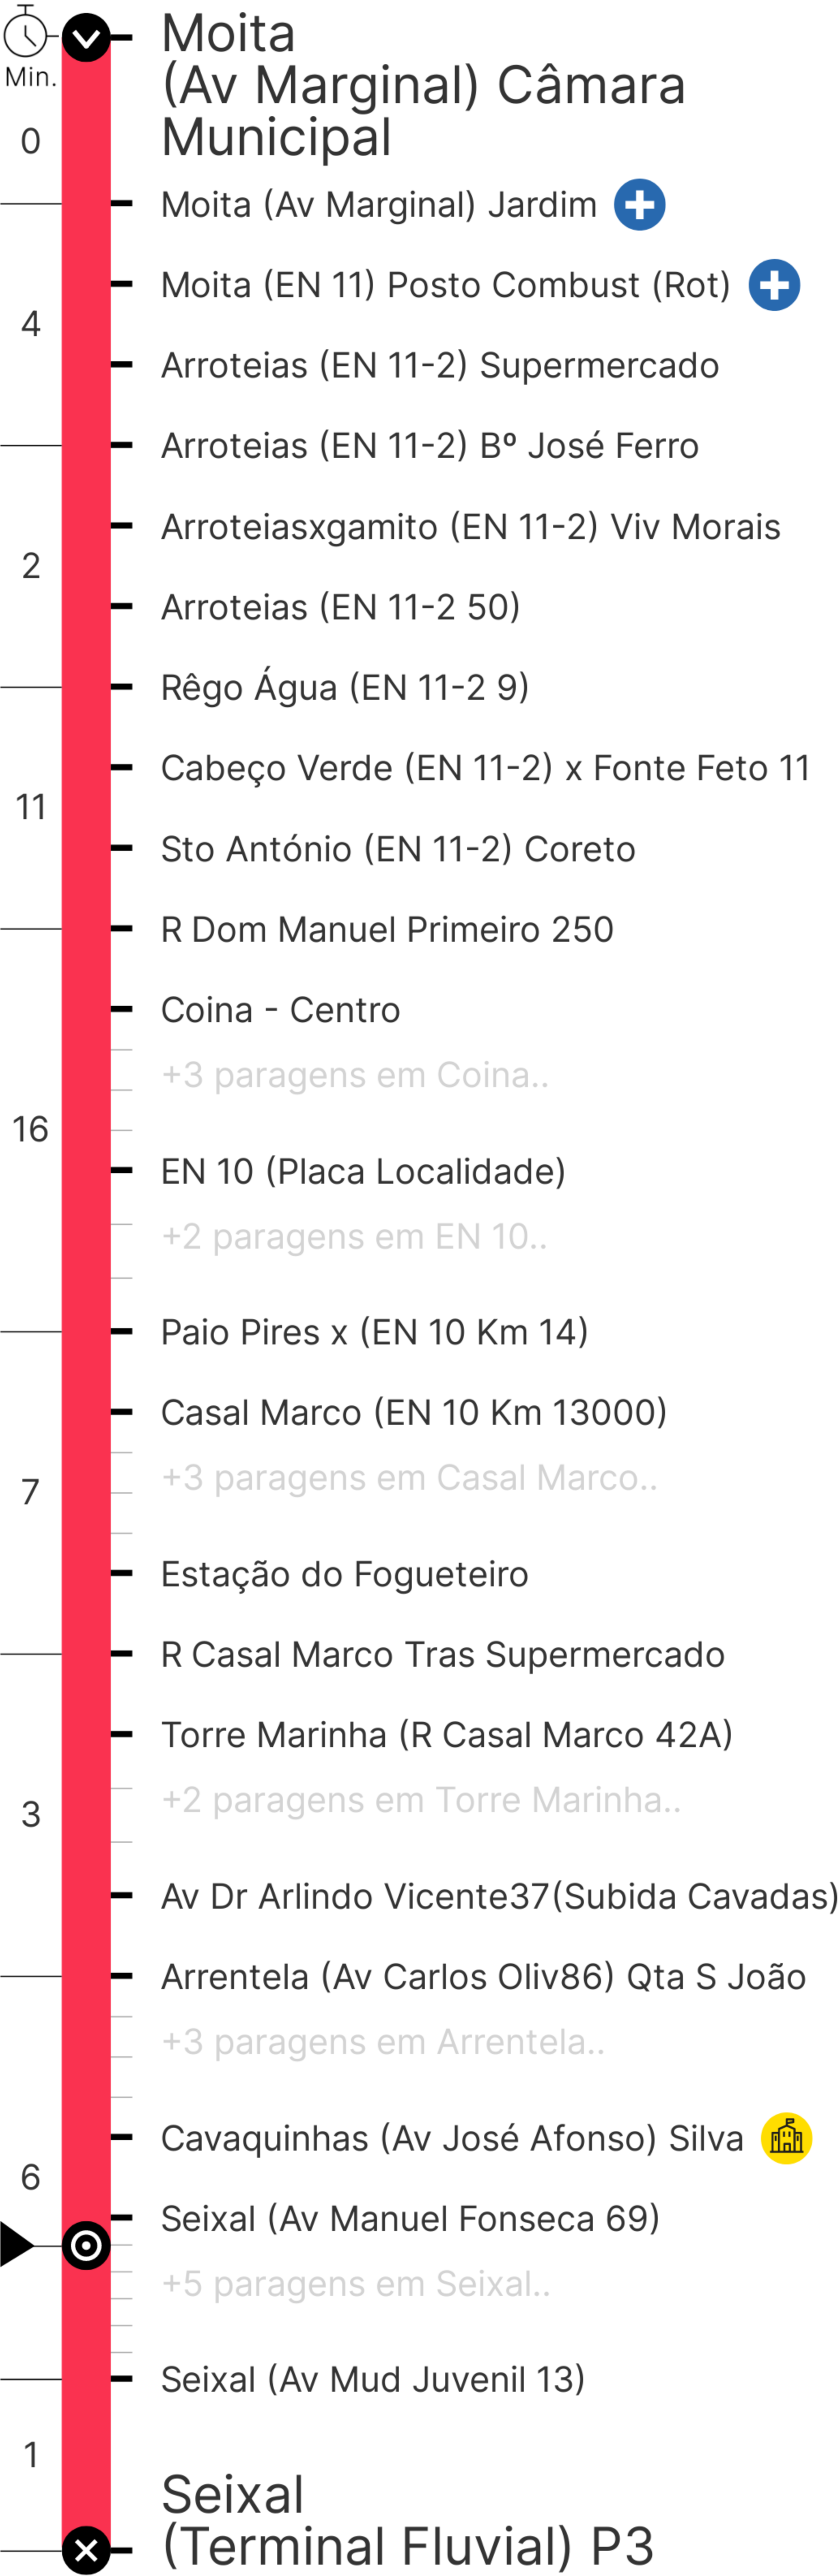 Moita
(Av Marginal) Câmara
Municipal
Min.
0
Moita (Av Marginal) Jardim
Moita (EN 11) Posto Combust (Rot)
4
Arroteias (EN 11-2) Supermercado
Arroteias (EN 11-2) Bº José Ferro
Arroteiasxgamito (EN 11-2) Viv Morais
2
Arroteias (EN 11-2 50)
Rêgo Água (EN 11-2 9)
Cabeço Verde (EN 11-2) x Fonte Feto 11
11
Sto António (EN 11-2) Coreto
R Dom Manuel Primeiro 250
Coina - Centro
+3 paragens em Coina..
16
EN 10 (Placa Localidade)
+2 paragens em EN 10..
Paio Pires x (EN 10 Km 14)
Casal Marco (EN 10 Km 13000)
+3 paragens em Casal Marco..
7
Estação do Fogueteiro
R Casal Marco Tras Supermercado
Torre Marinha (R Casal Marco 42A)
+2 paragens em Torre Marinha..
3
Av Dr Arlindo Vicente37(Subida Cavadas)
Arrentela (Av Carlos Oliv86) Qta S João
+3 paragens em Arrentela..
Cavaquinhas (Av José Afonso) Silva
6
Seixal (Av Manuel Fonseca 69)
+5 paragens em Seixal..
Seixal (Av Mud Juvenil 13)
1
Seixal
(Terminal Fluvial) P3